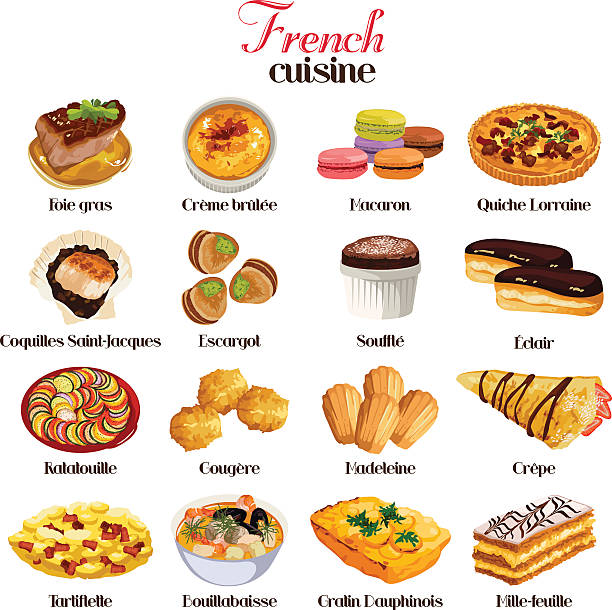 French
cuisine
Foie gras
Crème brûlée
Macaron
Quiche Lorraine
Coquilles Saint-Jacques
Escargot
Soufflé
Éclair
Ratatouille
Gougère
Madeleine
Crêpe
Tartiflette
Bouillabaisse
Gratin Dauphinois
Mille-feuille